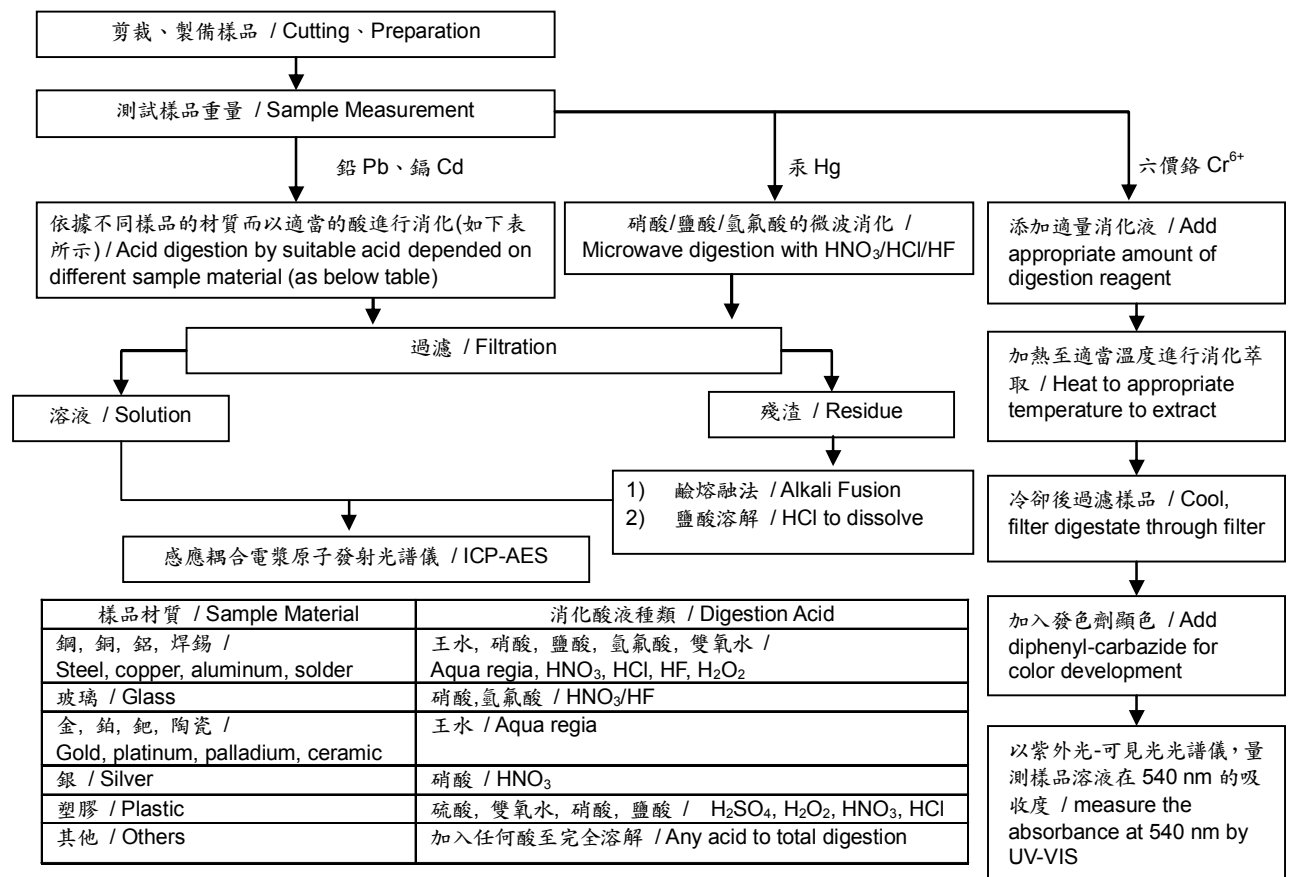 剪裁、製備樣品 / Cutting、Preparation
測試樣品重量 / Sample Measurement
鉛 Pb、鎘 Cd
汞 Hg
六價鉻 Cr6+
依據不同樣品的材質而以適當的酸進行消化(如下表
所示) / Acid digestion by suitable acid depended on
different sample material (as below table)
硝酸/鹽酸/氫氟酸的微波消化 /
Microwave digestion with HNO3/HCl/HF
添加適量消化液 / Add
appropriate amount of
digestion reagent
過濾 / Filtration
加熱至適當溫度進行消化萃
取 / Heat to appropriate
temperature to extract
溶液 / Solution
殘渣 / Residue
1) 鹼熔融法 / Alkali Fusion
2) 鹽酸溶解 / HCl to dissolve
冷卻後過濾樣品 / Cool,
filter digestate through filter
感應耦合電漿原子發射光譜儀 / ICP-AES
加入發色劑顯色 / Add
diphenyl-carbazide for
color development
以紫外光-可見光光譜儀，量
測樣品溶液在 540 nm 的吸
收度 / measure the
absorbance at 540 nm by
UV-VIS
樣品材質 / Sample Material 消化酸液種類 / Digestion Acid
鋼, 銅, 鋁, 焊錫 / 王水, 硝酸, 鹽酸, 氫氟酸, 雙氧水 /
Steel, copper, aluminum, solder Aqua regia, HNO3, HCl, HF, H2O2
玻璃 / Glass 硝酸,氫氟酸 / HNO3/HF
金, 鉑, 鈀, 陶瓷 / 王水 / Aqua regia
Gold, platinum, palladium, ceramic
銀 / Silver 硝酸 / HNO3
塑膠 / Plastic 硫酸, 雙氧水, 硝酸, 鹽酸 / H2SO4, H2O2, HNO3, HCl
其他 / Others 加入任何酸至完全溶解 / Any acid to total digestion